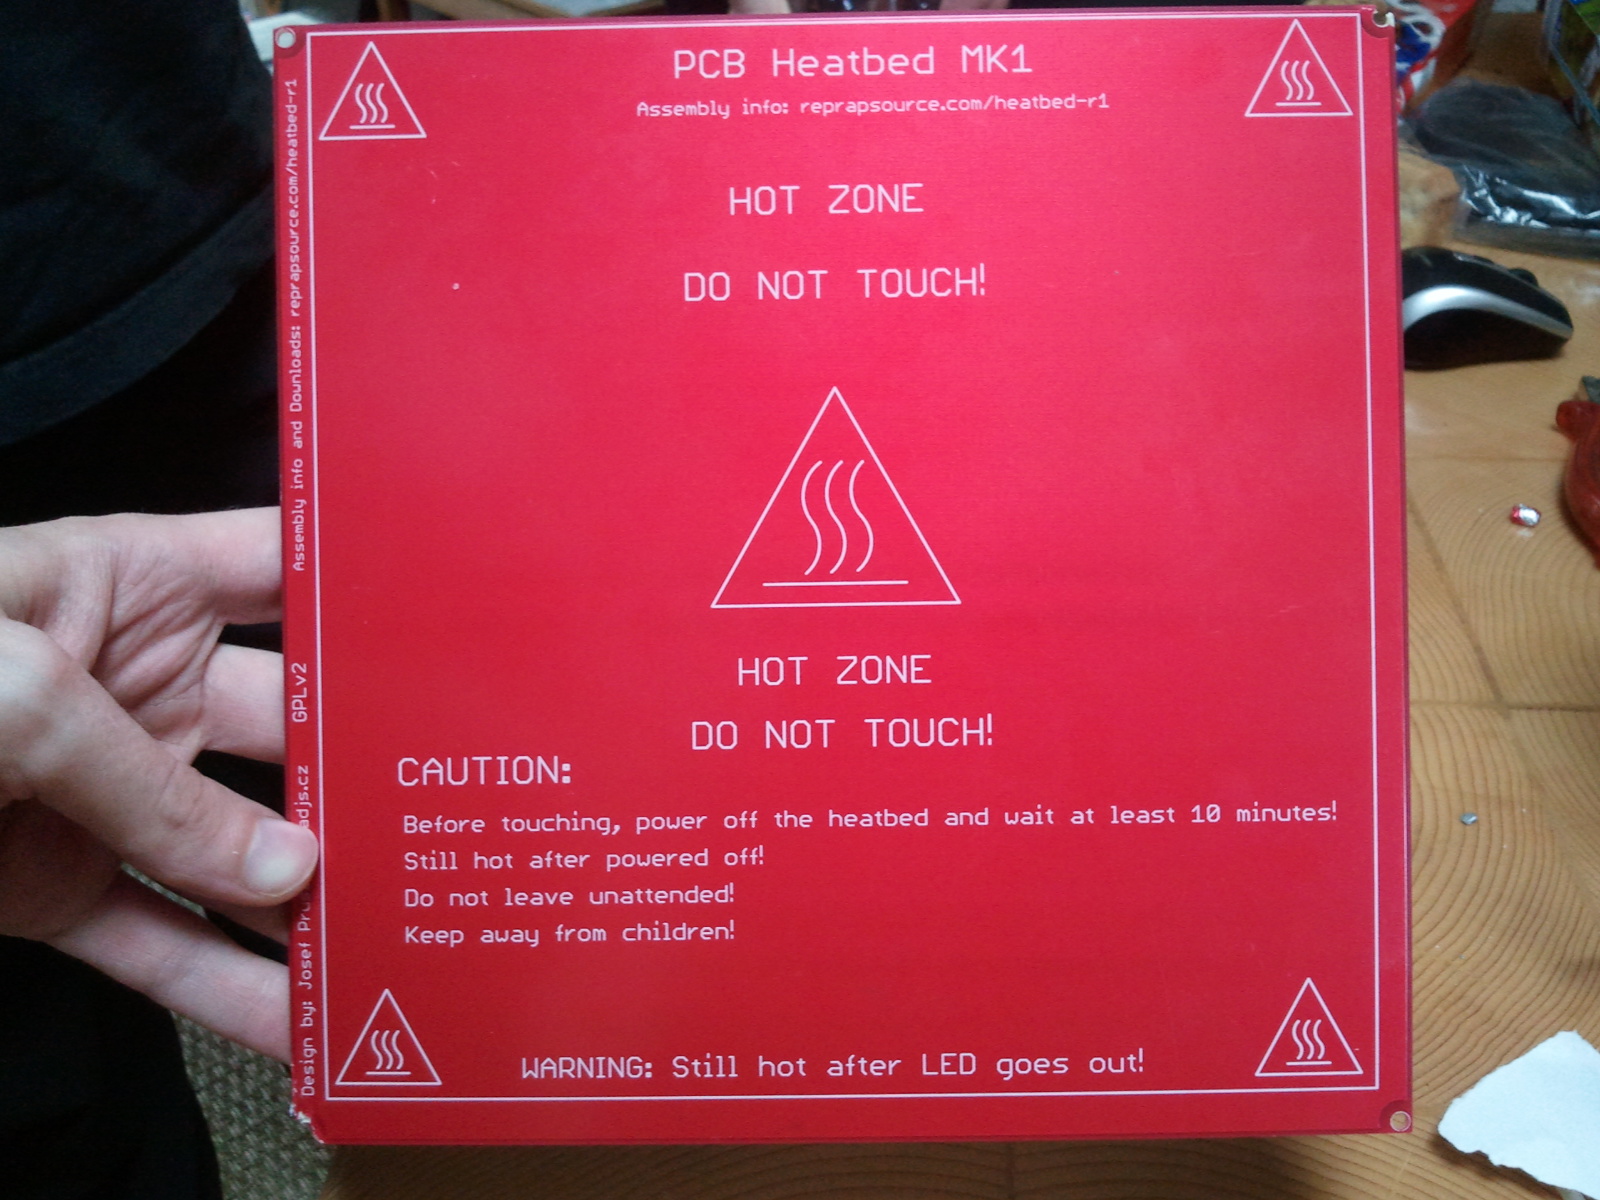 PCB Heatbed MK1
Assembly info: reprapsource.com/heatbed-r1
HOT ZONE
DO NOT TOUCH!
HOT ZONE
DO NOT TOUCH!
CAUTION:
Before touching, power off the heatbed and wait at least 10 minutes!
Still hot after powered off!
Do not leave unattended!
Keep away from children!
WARNING: Still hot after LED goes out!
Design by: Josef GPLv2 Assembly info and Downloads: reprapsource.com/heatbed-r1